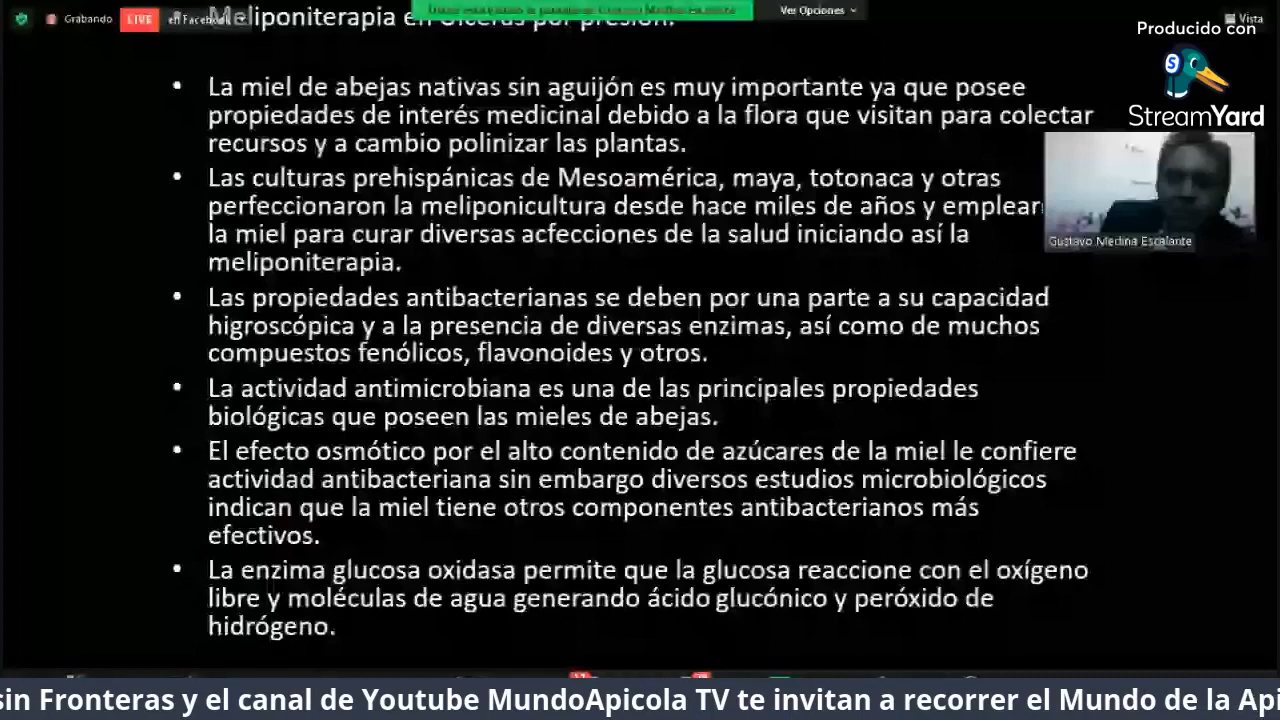 Grabando
LIVE
en Facebook
Ver Opciones
Vista
Producido con
StreamYard
Meliponiterapia en Úlceras por presión.
• La miel de abejas nativas sin aguijón es muy importante ya que posee
propiedades de interés medicinal debido a la flora que visitan para colectar
recursos y a cambio polinizar las plantas.
• Las culturas prehispánicas de Mesoamérica, maya, totonaca y otras
perfeccionaron la meliponicultura desde hace miles de años y emplear
la miel para curar diversas acfecciones de la salud iniciando así la
meliponiterapia.
Gustavo Medina Escalante
• Las propiedades antibacterianas se deben por una parte a su capacidad
higroscópica y a la presencia de diversas enzimas, así como de muchos
compuestos fenólicos, flavonoides y otros.
• La actividad antimicrobiana es una de las principales propiedades
biológicas que poseen las mieles de abejas.
• El efecto osmótico por el alto contenido de azúcares de la miel le confiere
actividad antibacteriana sin embargo diversos estudios microbiológicos
indican que la miel tiene otros componentes antibacterianos más
efectivos.
• La enzima glucosa oxidasa permite que la glucosa reaccione con el oxígeno
libre y moléculas de agua generando ácido glucónico y peróxido de
hidrógeno.
sin Fronteras y el canal de Youtube MundoApicola TV te invitan a recorrer el Mundo de la Api